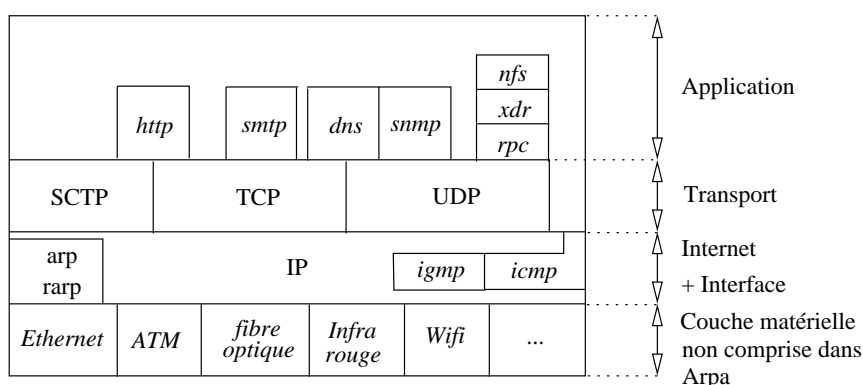 nfs
xdr
rpc
http
smtp
dns
snmp
Application
SCTP
TCP
UDP
Transport
arp
rarp
IP
igmp
icmp
Internet
+ Interface
Ethernet
ATM
fibre
optique
Infra
rouge
Wifi
...
Couche matérielle
non comprise dans
Arpa